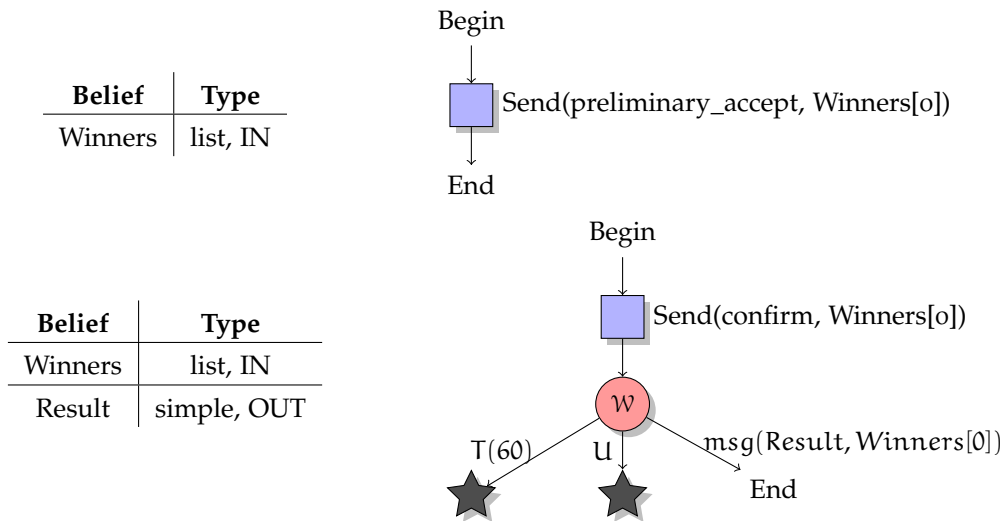 Begin
Belief Type
Winners list, IN
Send(preliminary_accept, Winners[0])
End
Begin
Belief Type
Winners list, IN
Result simple, OUT
Send(confirm, Winners[0])
W
T(60) U msg(Result, Winners[0])
End